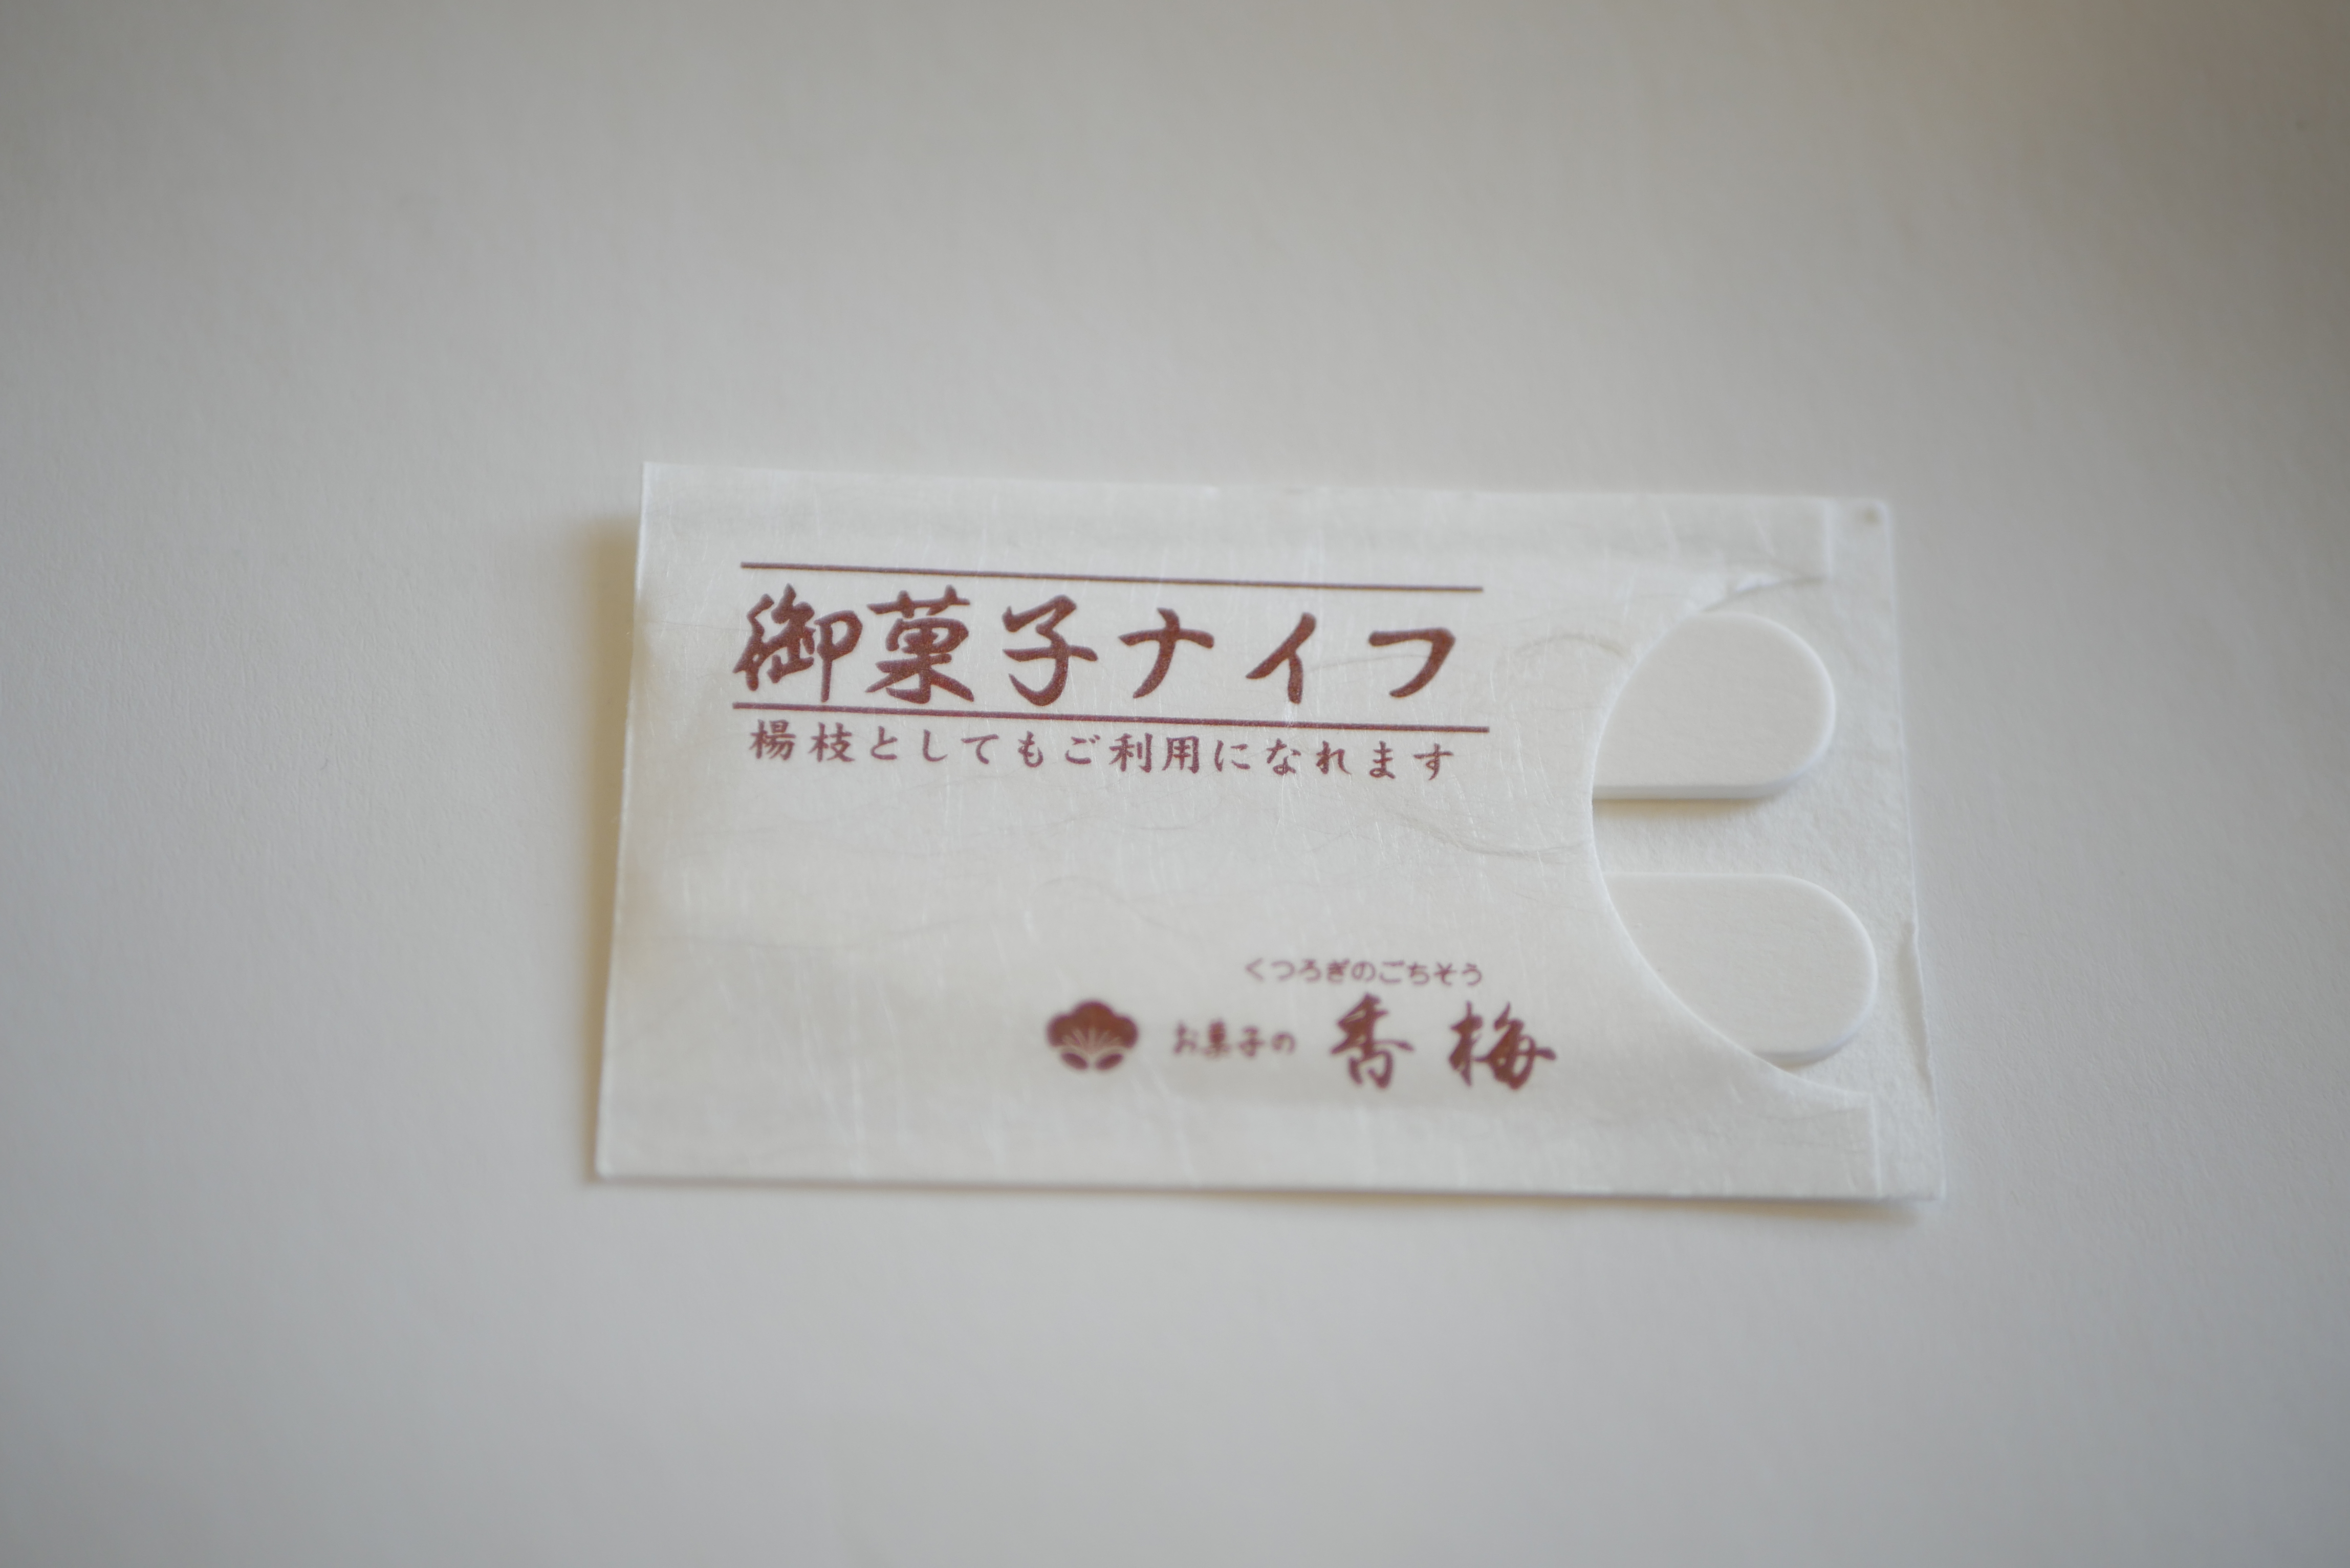 御菓子ナイフ
楊枝としてもご利用になれます
くつろぎのごちそう
お菓子の 香梅